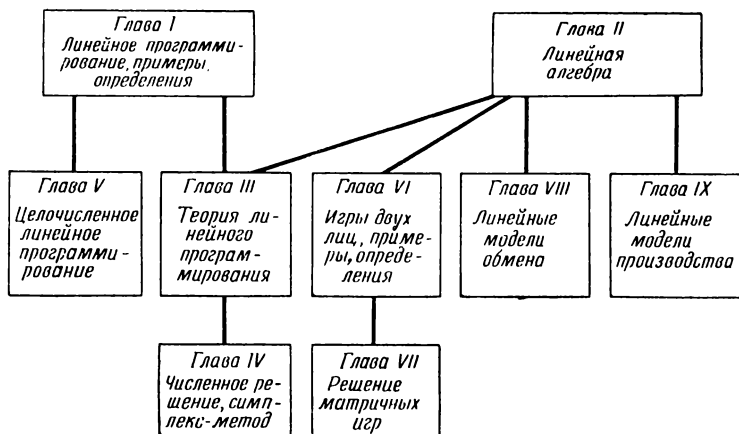 Глава I
Линейное программи-
рование, примеры,
определения
Глава II
Линейная
алгебра
Глава V
Целочисленное
линейное
программи-
рование
Глава III
Теория ли-
нейного
програм-
мирования
Глава VI
Игры двух
лиц, приме-
ры, опреде-
ления
Глава VIII
Линейные
модели
обмена
Глава IX
Линейные
модели
производства
Глава IV
Численное ре-
шение, симп-
лекс-метод
Глава VII
Решение
матричных
игр